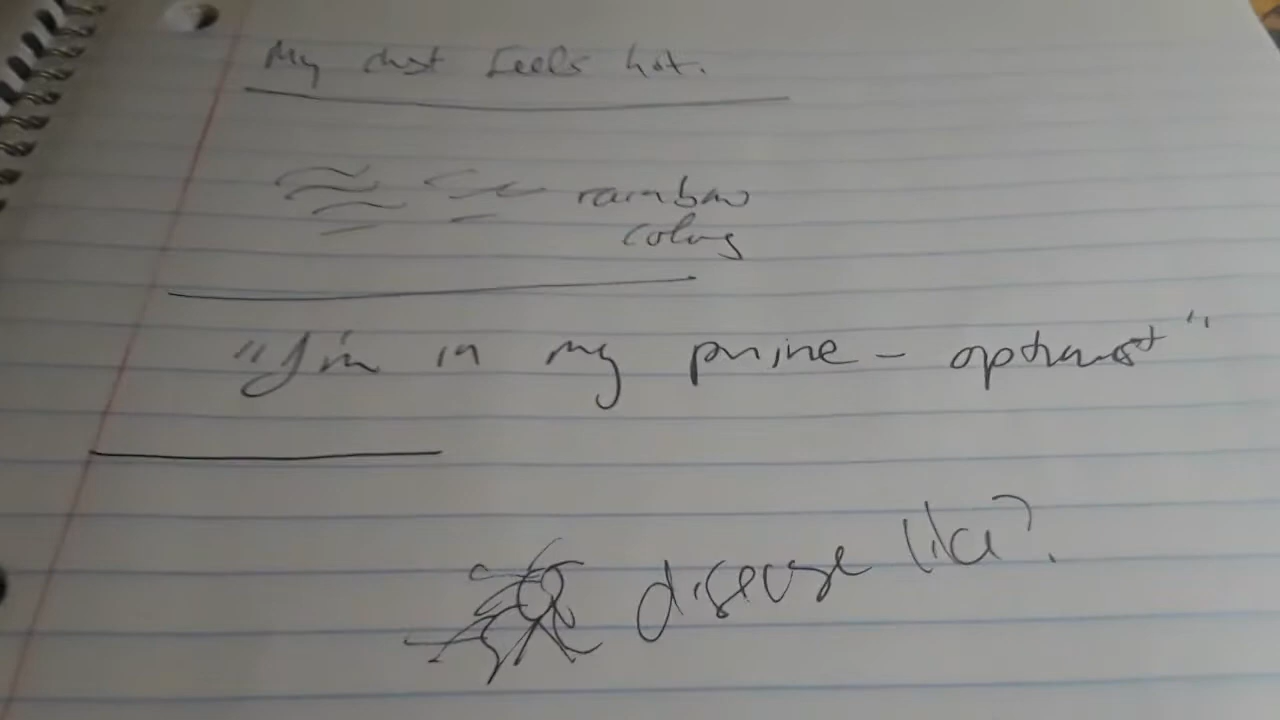 My chest feels hot.
rainbow
colors
"I'm in my prime - optimist"
disease like?